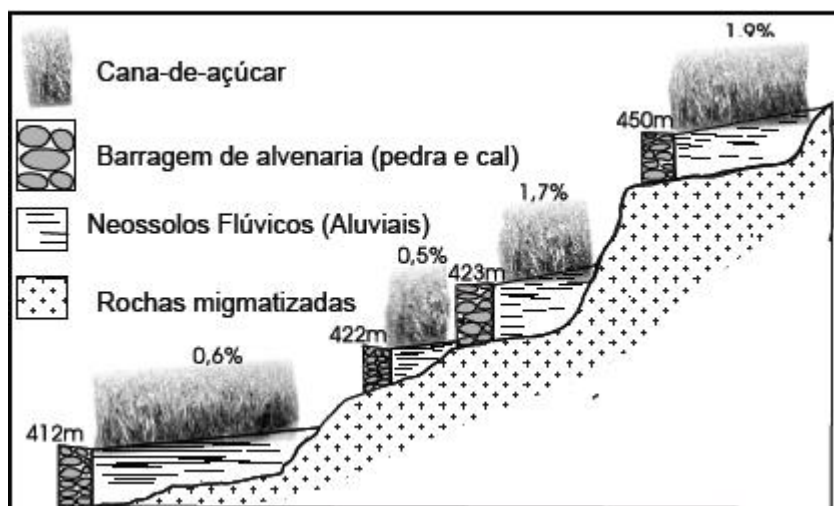 Cana-de-açúcar
Barragem de alvenaria (pedra e cal)
Neossolos Flúvicos (Aluviais)
Rochas migmatizadas
1,9%
450m
1,7%
0,5%
423m
422m
0,6%
412m